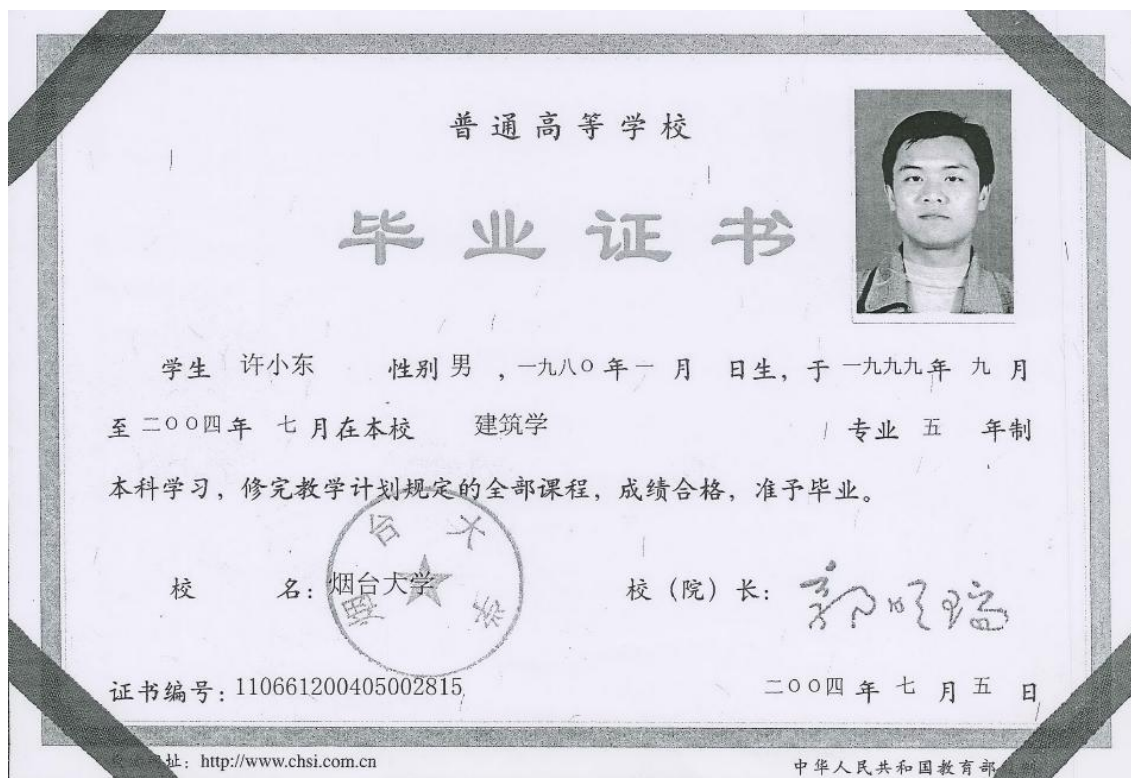 普通高等学校
毕业证书
学生 许小东 性别 男 ，一九八〇年一月 日生，于一九九九年九月
至二〇〇四年 七月在本校 建筑学 专业 五 年制
本科学习，修完教学计划规定的全部课程，成绩合格，准予毕业。
校 名：烟台大学
烟台大学
校（院）长：
证书编号：110661200405002815
二〇〇四年七月五日
网址：http://www.chsi.com.cn
中华人民共和国教育部